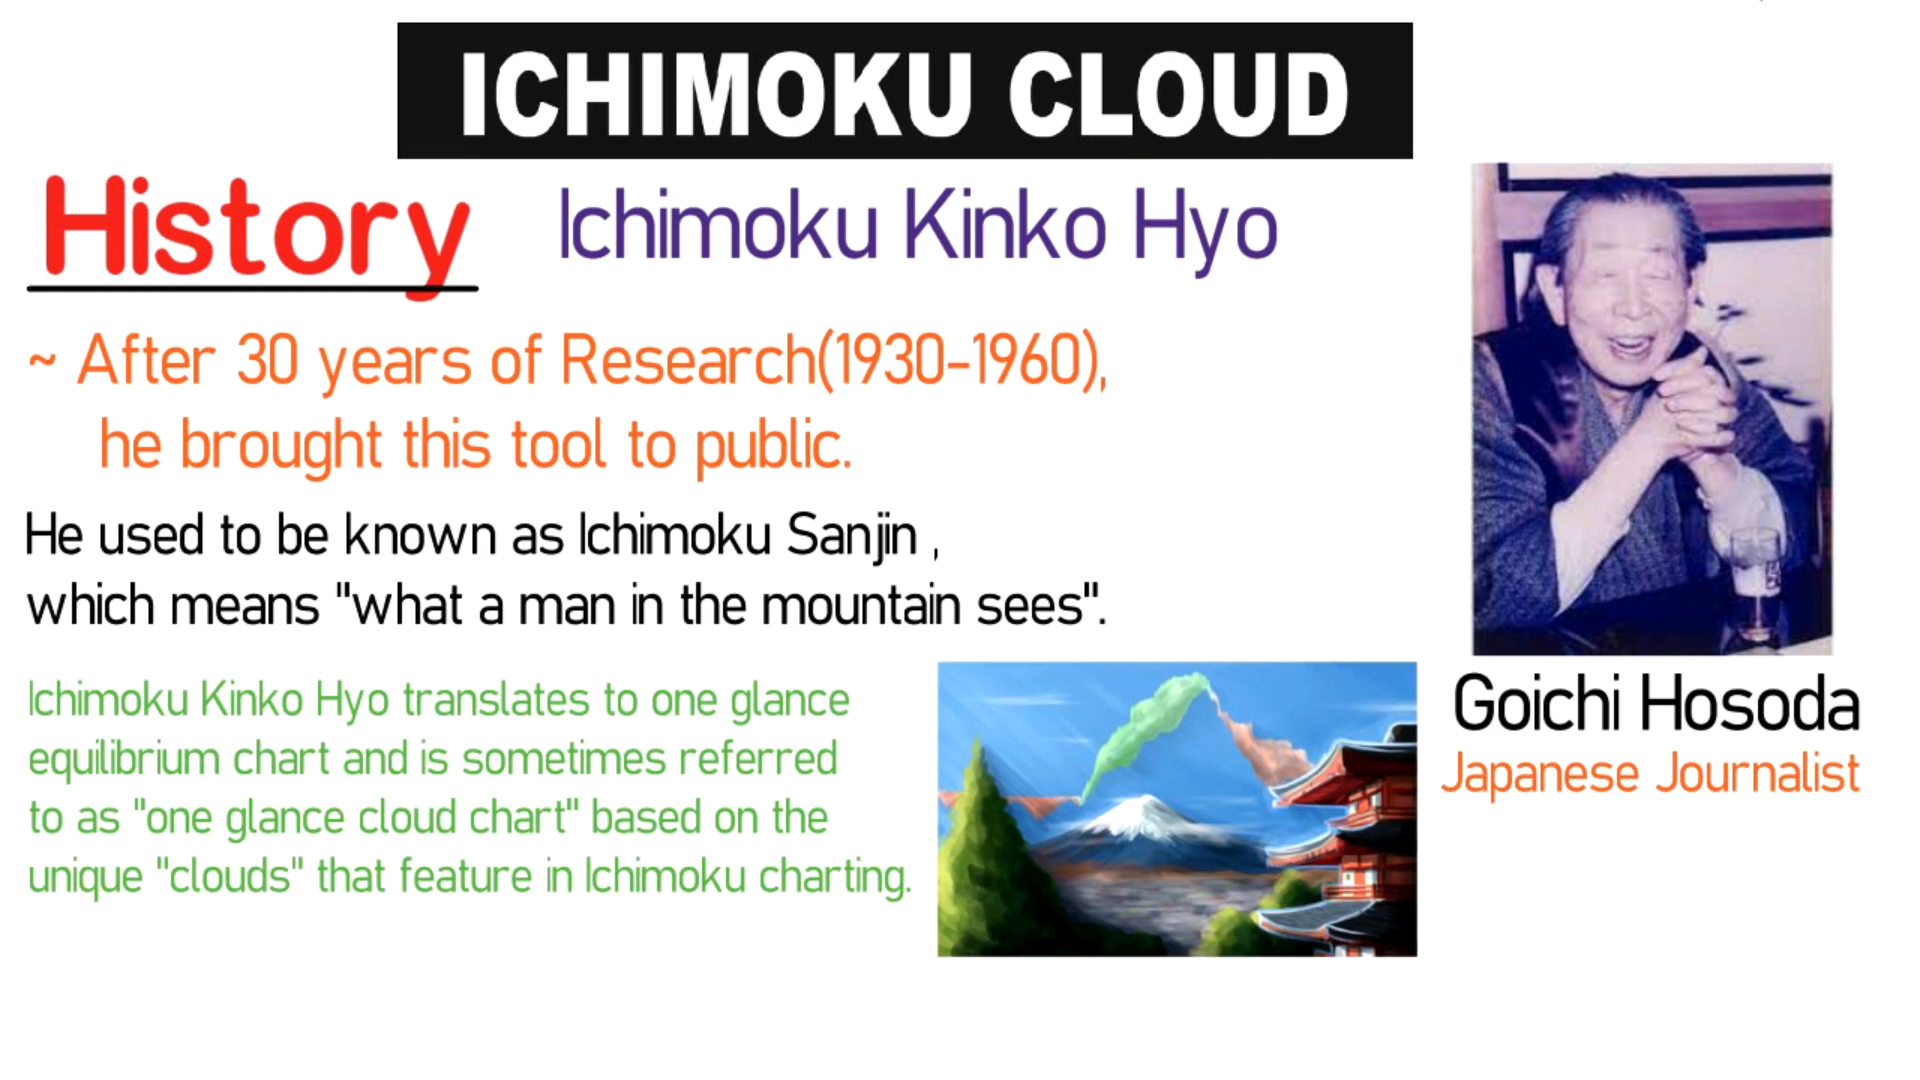 ICHIMOKU CLOUD
History
Ichimoku Kinko Hyo
~ After 30 years of Research(1930-1960),
he brought this tool to public.
He used to be known as Ichimoku Sanjin ,
which means "what a man in the mountain sees".
Ichimoku Kinko Hyo translates to one glance
equilibrium chart and is sometimes referred
to as "one glance cloud chart" based on the
unique "clouds" that feature in Ichimoku charting.
Goichi Hosoda
Japanese Journalist